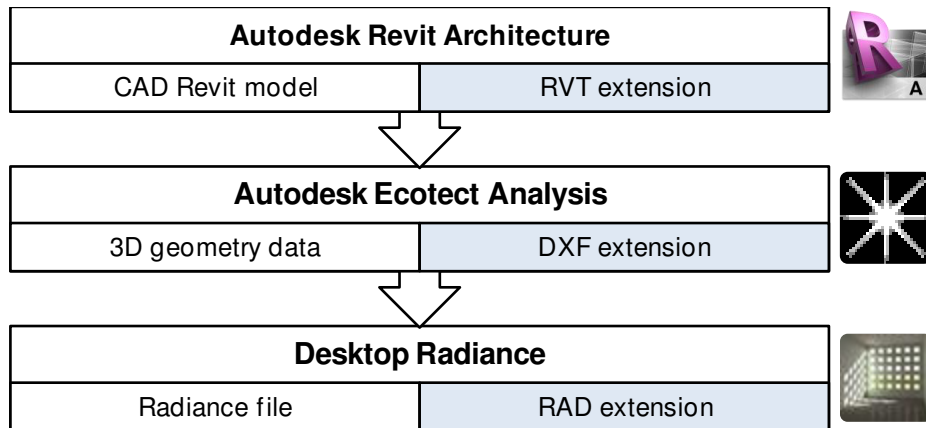 Autodesk Revit Architecture
CAD Revit model RVT extension
R
A
Autodesk Ecotect Analysis
3D geometry data DXF extension
Desktop Radiance
Radiance file RAD extension